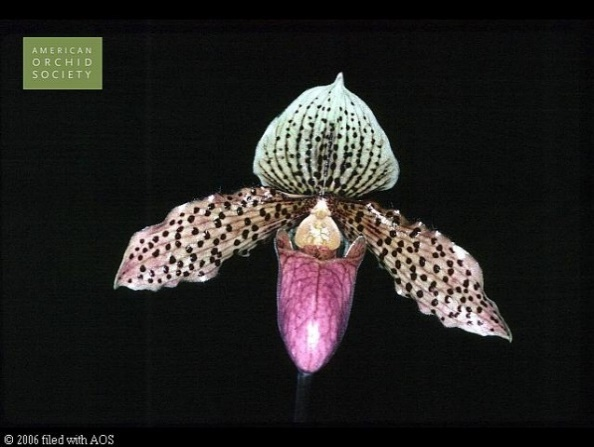 AMERICAN
ORCHID
SOCIETY
© 2006 filed with AOS